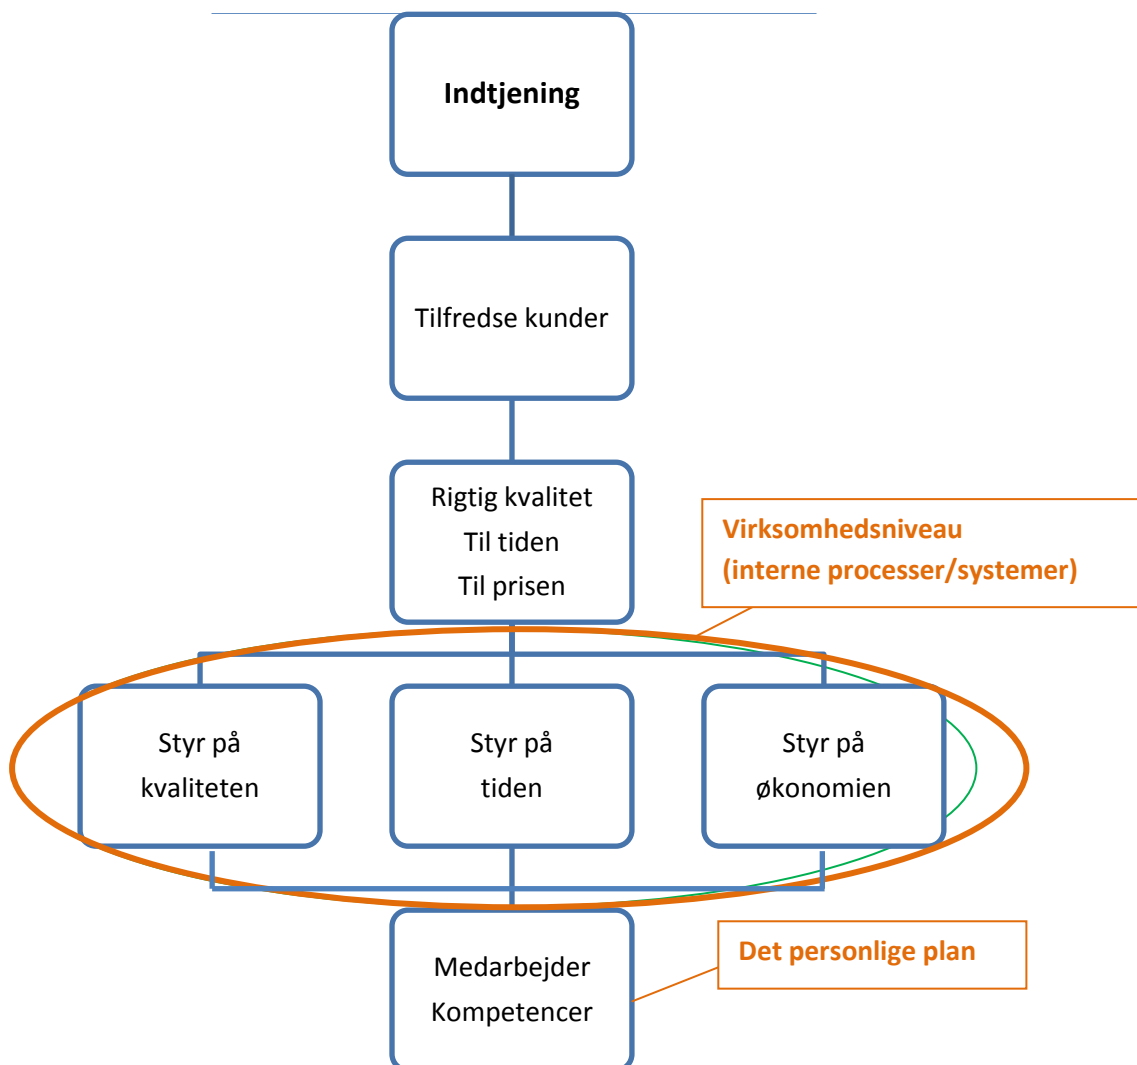 Indtjening
Tilfredse kunder
Rigtig kvalitet
Til tiden
Til prisen
Virksomhedsniveau
(interne processer/systemer)
Styr på
kvaliteten
Styr på
tiden
Styr på
økonomien
Medarbejder
Kompetencer
Det personlige plan